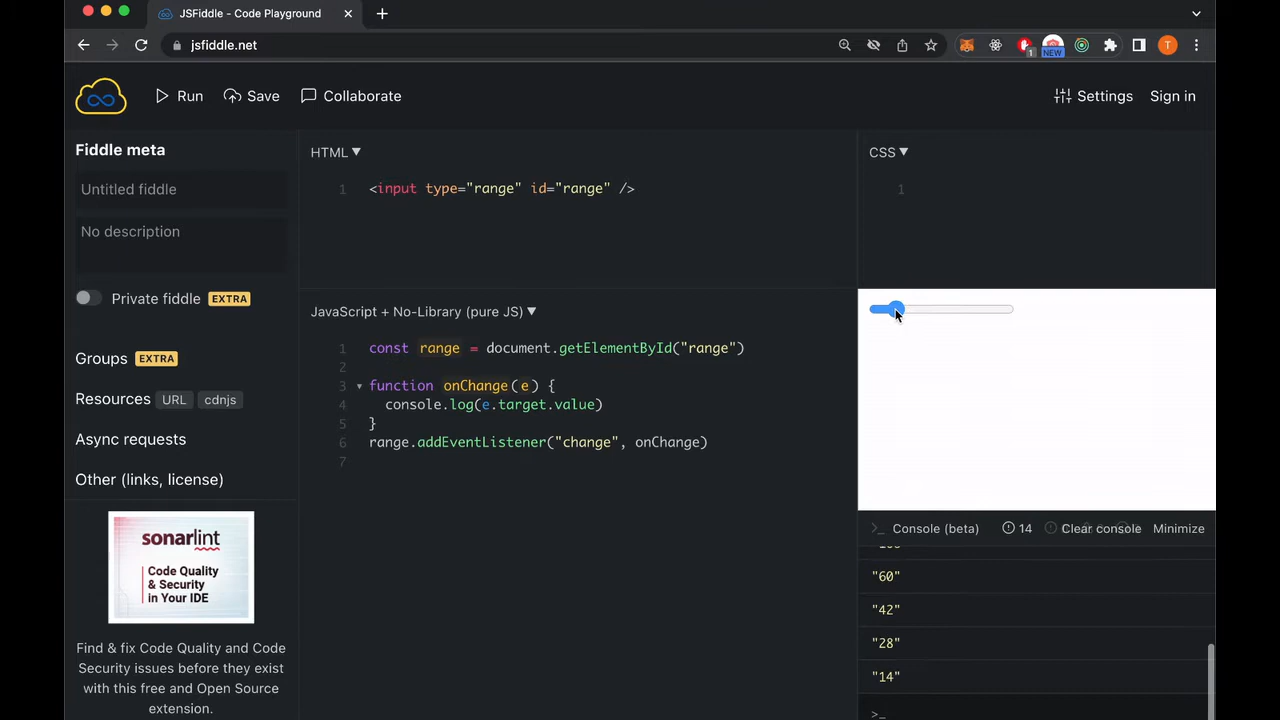 JSFiddle - Code Playground
jsfiddle.net
1
NEW
T
Run
Save
Collaborate
Settings
Sign in
Fiddle meta
Untitled fiddle
No description
Private fiddle EXTRA
Groups EXTRA
Resources URL cdnjs
Async requests
Other (links, license)
sonarlint
Code Quality
& Security
in Your IDE
Find & fix Code Quality and Code
Security issues before they exist
with this free and Open Source
extension.
HTML▼
1 <input type="range" id="range" />
CSS▼
1
JavaScript + No-Library (pure JS)▼
1 const range = document.getElementById("range")
2
3 function onChange(e) {
4 console.log(e.target.value)
5 }
6 range.addEventListener("change", onChange)
7
>_ Console (beta) 14 Clear console Minimize
"60"
"42"
"28"
"14"
>_